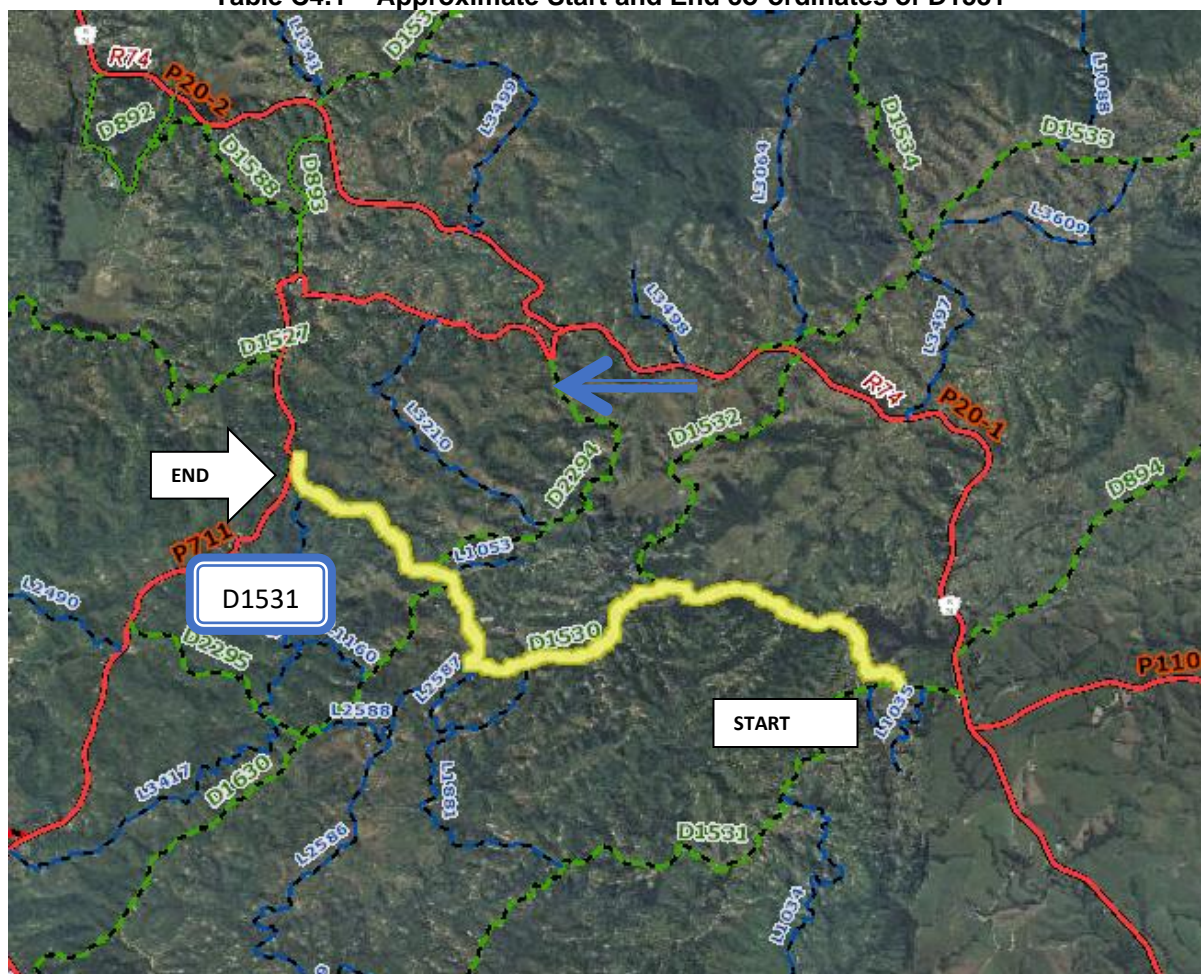 Table C4.1 – Approximate Start and End co-ordinates of D1531
R74
P20-2
L1341
L3499
D892
D1588
D893
L3064
D1534
D1533
L1088
L3609
L3498
L3497
D1527
L3210
D1532
R74
P20-1
D2294
D894
END
P711
L1053
D1531
L2490
D1530
L1160
D2295
L2587
P110
L1035
START
L2588
L3417
D1630
L1881
L2586
D1531
L1034